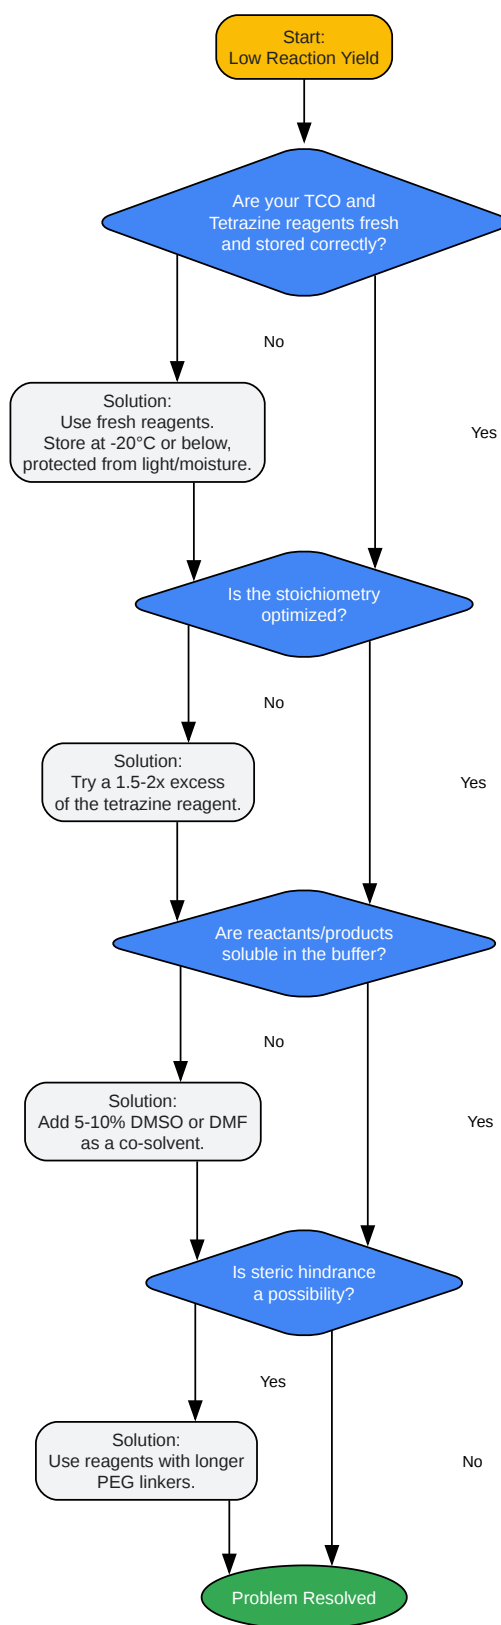 Start:
Low Reaction Yield
Are your TCO and
Tetrazine reagents fresh
and stored correctly?
No
Solution:
Use fresh reagents.
Store at -20°C or below,
protected from light/moisture.
Yes
Is the stoichiometry
optimized?
No
Solution:
Try a 1.5-2x excess
of the tetrazine reagent.
Yes
Are reactants/products
soluble in the buffer?
No
Solution:
Add 5-10% DMSO or DMF
as a co-solvent.
Yes
Is steric hindrance
a possibility?
Yes
Solution:
Use reagents with longer
PEG linkers.
No
Problem Resolved